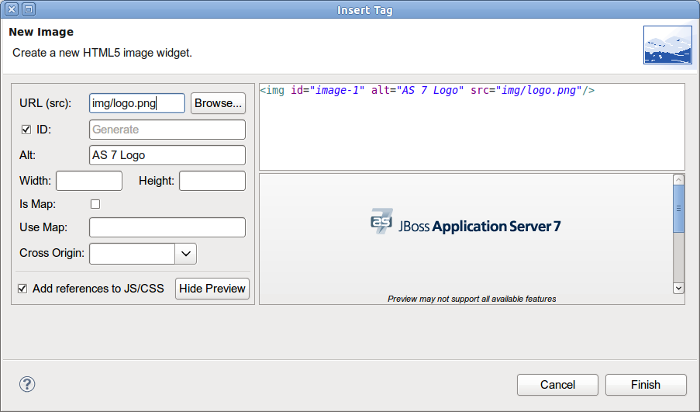 Insert Tag
New Image
Create a new HTML5 image widget.
URL (src): img/logo.png Browse...
ID: Generate
Alt: AS 7 Logo
Width: Height:
Is Map:
Use Map:
Cross Origin:
Add references to JS/CSS Hide Preview
<img id="image-1" alt="AS 7 Logo" src="img/logo.png"/>
as 7 JBoss Application Server 7
Preview may not support all available features
? Cancel Finish